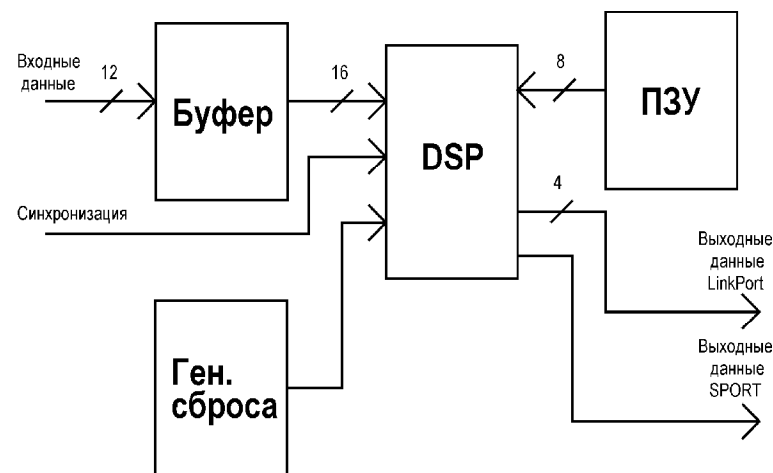 Входные
данные
12
Буфер
16
DSP
8
ПЗУ
Синхронизация
4
Выходные
данные
LinkPort
Выходные
данные
SPORT
Ген.
сброса